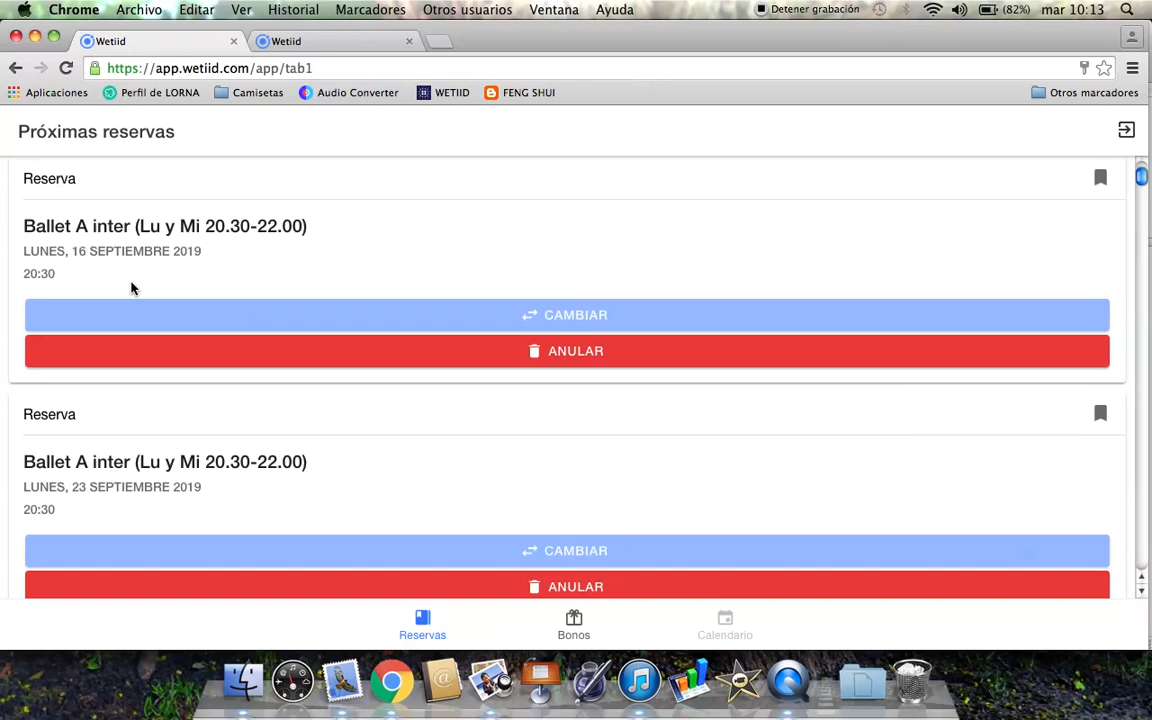 Chrome Archivo Editar Ver Historial Marcadores Otros usuarios Ventana Ayuda Detener grabación (82%) mar 10:13
Wetiid Wetiid
https://app.wetiid.com/app/tab1
Aplicaciones Perfil de LORNA Camisetas Audio Converter WETIID FENG SHUI Otros marcadores
Próximas reservas
Reserva
Ballet A inter (Lu y Mi 20.30-22.00)
LUNES, 16 SEPTIEMBRE 2019
20:30
CAMBIAR
ANULAR
Reserva
Ballet A inter (Lu y Mi 20.30-22.00)
LUNES, 23 SEPTIEMBRE 2019
20:30
CAMBIAR
ANULAR
Reservas Bonos Calendario